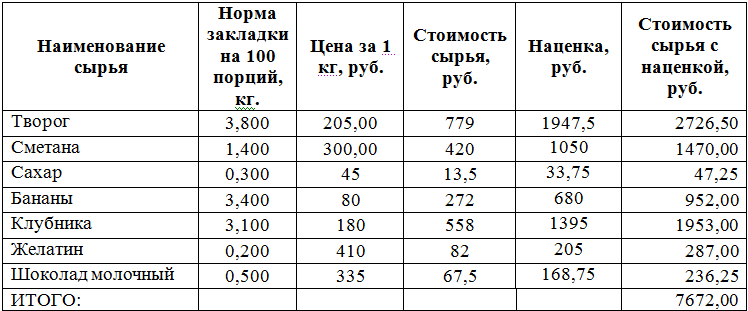 Наименование сырья Норма закладки на 100 порций, кг. Цена за 1 кг, руб. Стоимость сырья, руб. Наценка, руб. Стоимость сырья с наценкой, руб.
Творог 3,800 205,00 779 1947,5 2726,50
Сметана 1,400 300,00 420 1050 1470,00
Сахар 0,300 45 13,5 33,75 47,25
Бананы 3,400 80 272 680 952,00
Клубника 3,100 180 558 1395 1953,00
Желатин 0,200 410 82 205 287,00
Шоколад молочный 0,500 335 67,5 168,75 236,25
ИТОГО: 7672,00